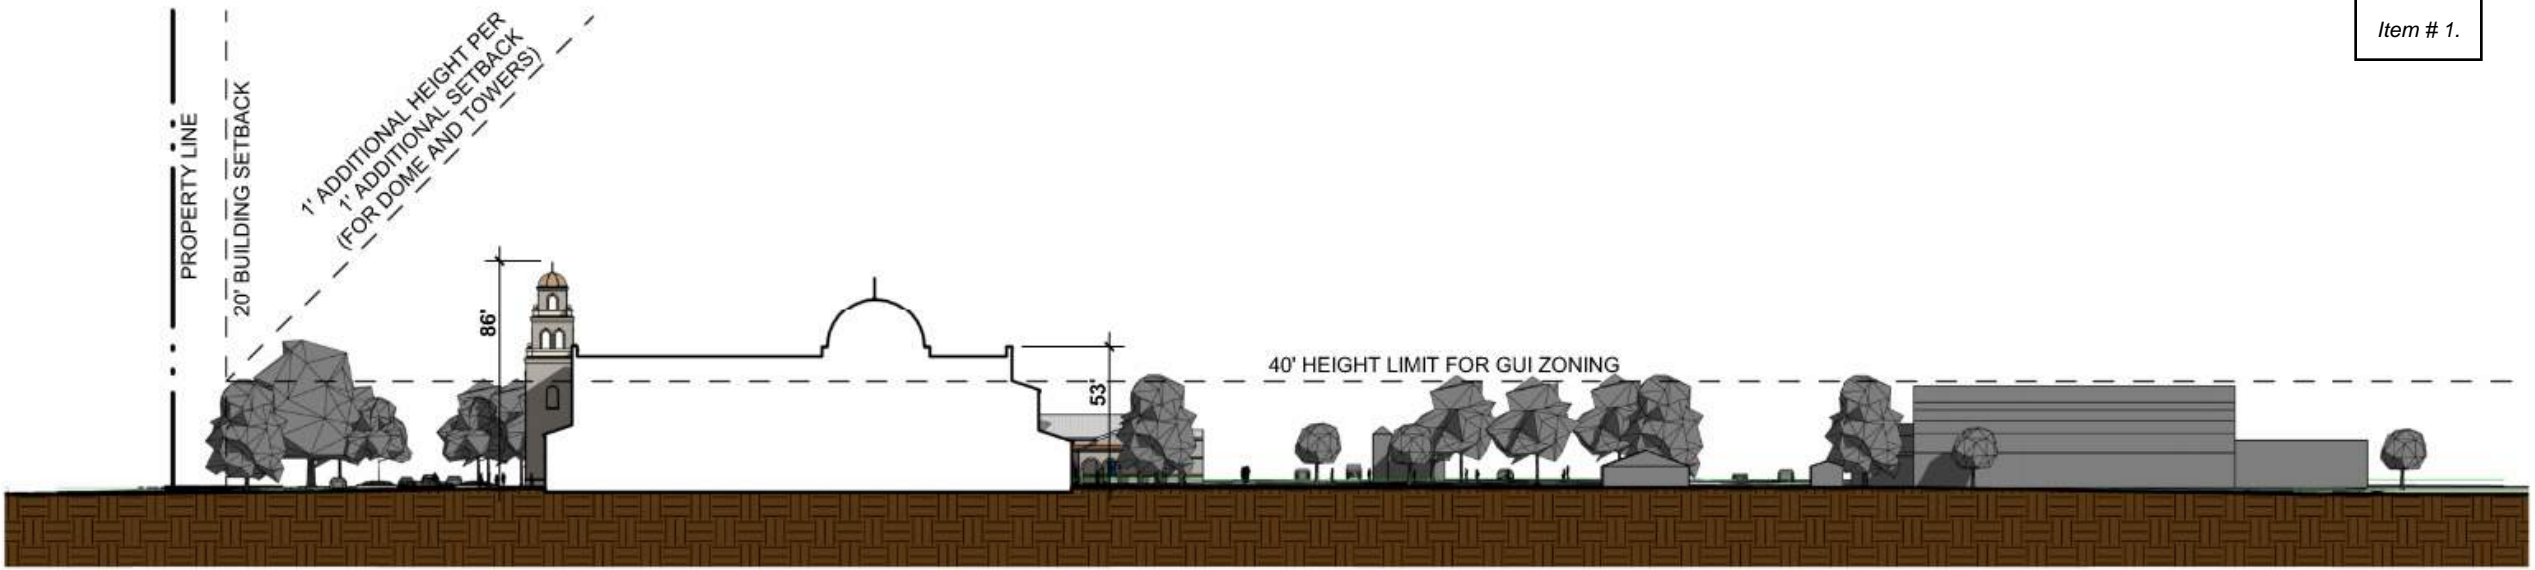 Item # 1.
PROPERTY LINE
20' BUILDING SETBACK
1' ADDITIONAL HEIGHT PER
1' ADDITIONAL SETBACK
(FOR DOME AND TOWERS)
86'
53'
40' HEIGHT LIMIT FOR GUI ZONING